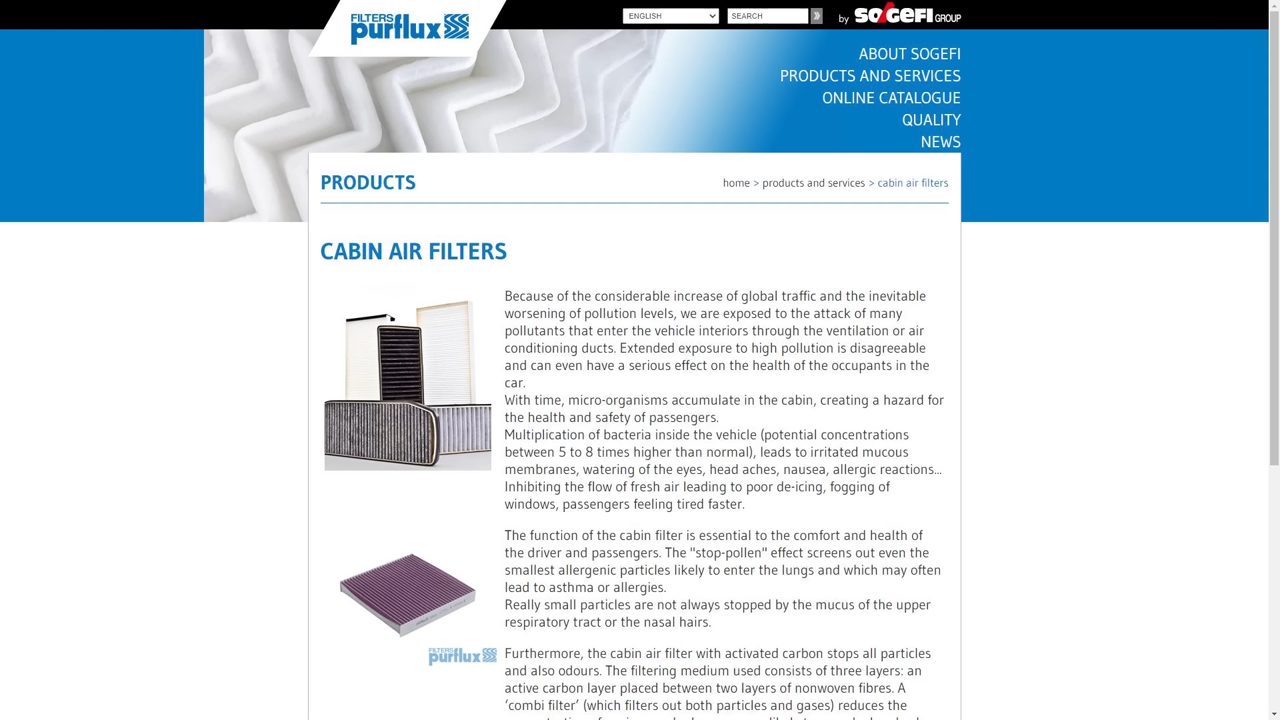 FILTERS
purflux
ENGLISH
SEARCH
by SOGEFI GROUP
ABOUT SOGEFI
PRODUCTS AND SERVICES
ONLINE CATALOGUE
QUALITY
NEWS
PRODUCTS
home > products and services > cabin air filters
CABIN AIR FILTERS
Because of the considerable increase of global traffic and the inevitable
worsening of pollution levels, we are exposed to the attack of many
pollutants that enter the vehicle interiors through the ventilation or air
conditioning ducts. Extended exposure to high pollution is disagreeable
and can even have a serious effect on the health of the occupants in the
car.
With time, micro-organisms accumulate in the cabin, creating a hazard for
the health and safety of passengers.
Multiplication of bacteria inside the vehicle (potential concentrations
between 5 to 8 times higher than normal), leads to irritated mucous
membranes, watering of the eyes, head aches, nausea, allergic reactions...
Inhibiting the flow of fresh air leading to poor de-icing, fogging of
windows, passengers feeling tired faster.
The function of the cabin filter is essential to the comfort and health of
the driver and passengers. The "stop-pollen" effect screens out even the
smallest allergenic particles likely to enter the lungs and which may often
lead to asthma or allergies.
Really small particles are not always stopped by the mucus of the upper
respiratory tract or the nasal hairs.
FILTERS
purflux
Furthermore, the cabin air filter with activated carbon stops all particles
and also odours. The filtering medium used consists of three layers: an
active carbon layer placed between two layers of nonwoven fibres. A
‘combi filter’ (which filters out both particles and gases) reduces the